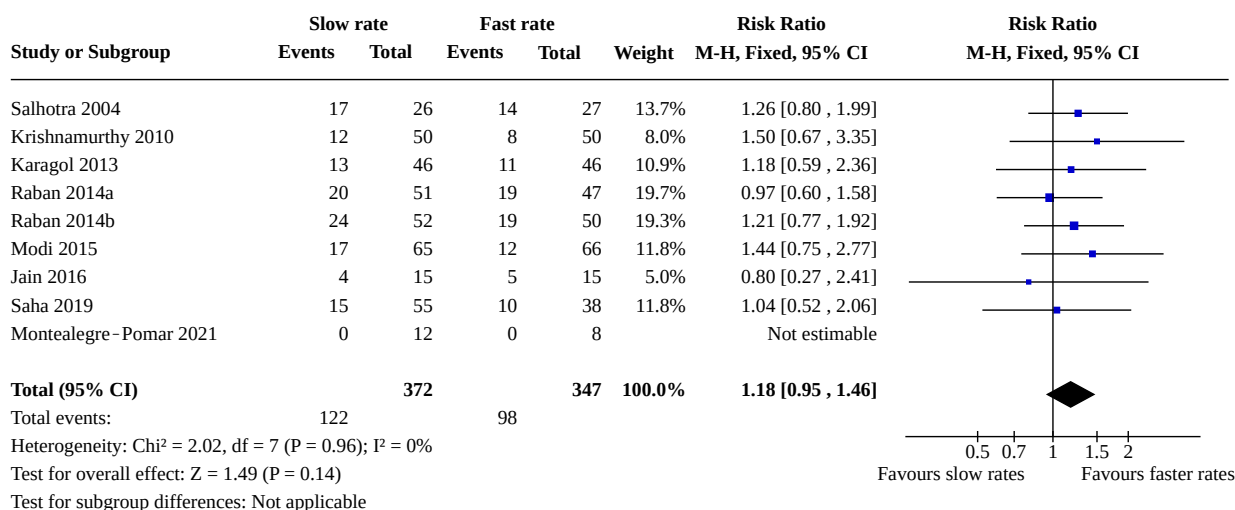 Slow rate Fast rate Risk Ratio Risk Ratio
Study or Subgroup Events Total Events Total Weight M-H, Fixed, 95% CI M-H, Fixed, 95% CI
Salhotra 2004 17 26 14 27 13.7% 1.26 [0.80 , 1.99]
Krishnamurthy 2010 12 50 8 50 8.0% 1.50 [0.67 , 3.35]
Karagol 2013 13 46 11 46 10.9% 1.18 [0.59 , 2.36]
Raban 2014a 20 51 19 47 19.7% 0.97 [0.60 , 1.58]
Raban 2014b 24 52 19 50 19.3% 1.21 [0.77 , 1.92]
Modi 2015 17 65 12 66 11.8% 1.44 [0.75 , 2.77]
Jain 2016 4 15 5 15 5.0% 0.80 [0.27 , 2.41]
Saha 2019 15 55 10 38 11.8% 1.04 [0.52 , 2.06]
Montealegre-Pomar 2021 0 12 0 8 Not estimable
Total (95% CI) 372 347 100.0% 1.18 [0.95 , 1.46]
Total events: 122 98
Heterogeneity: Chi² = 2.02, df = 7 (P = 0.96); I² = 0%
0.5 0.7 1 1.5 2
Test for overall effect: Z = 1.49 (P = 0.14) Favours slow rates Favours faster rates
Test for subgroup differences: Not applicable